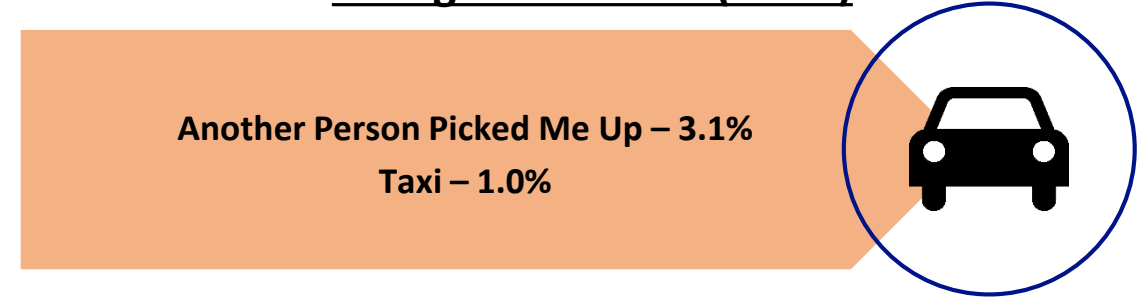 Another Person Picked Me Up – 3.1%
Taxi – 1.0%